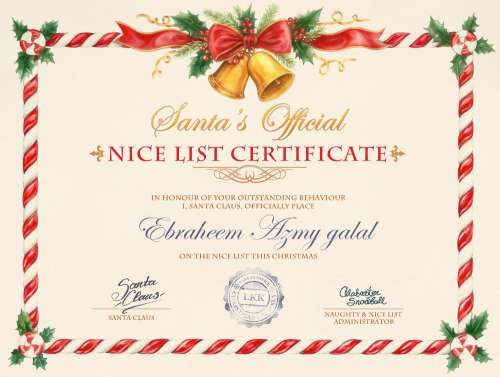 Santa's Official
NICE LIST CERTIFICATE
IN HONOUR OF YOUR OUTSTANDING BEHAVIOUR
I, SANTA CLAUS, OFFICIALLY PLACE
Ebraheem Azmy galal
ON THE NICE LIST THIS CHRISTMAS
Santa
Claus
SANTA CLAUS
LKK
Alabaster
Snowball
NAUGHTY & NICE LIST
ADMINISTRATOR